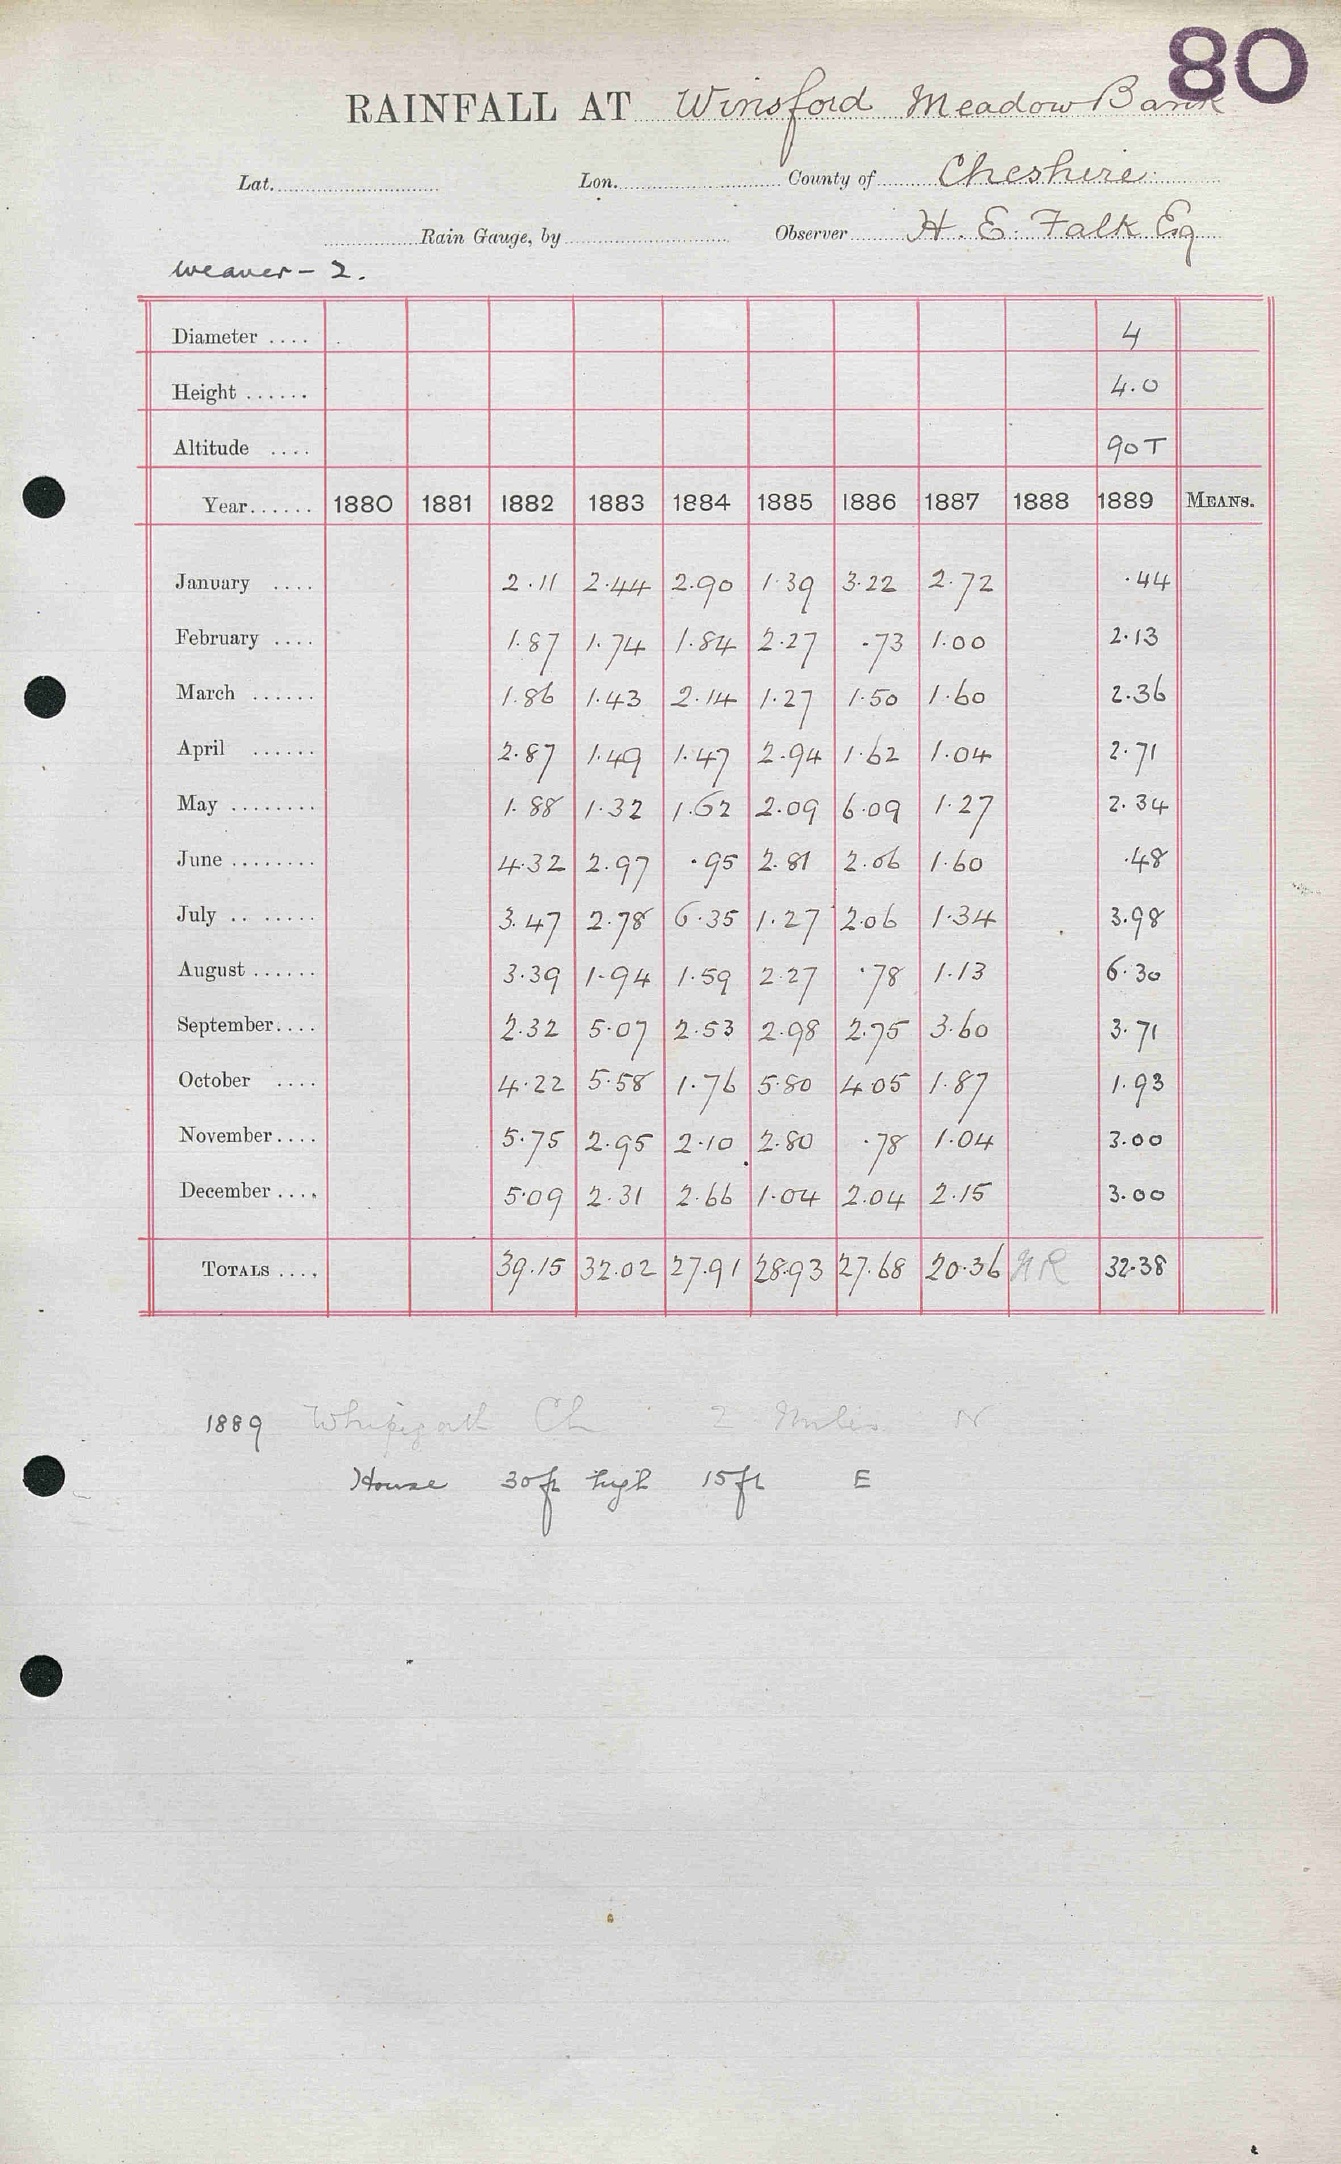 80
RAINFALL AT Winsford Meadow Bank
Lat. Lon. County of Cheshire
Rain Gauge, by Observer H. E. Falk Esq
Weaver - 2.
Diameter .... 4
Height ...... 4.0
Altitude .... 90T
Year...... 1880 1881 1882 1883 1884 1885 1886 1887 1888 1889 MEANS.
January .... 2.11 2.44 2.90 1.39 3.22 2.72 .44
February .... 1.87 1.74 1.84 2.27 .73 1.00 2.13
March ...... 1.86 1.43 2.14 1.27 1.50 1.60 2.36
April ...... 2.87 1.49 1.47 2.94 1.62 1.04 2.71
May ........ 1.88 1.32 1.62 2.09 6.09 1.27 2.34
June ........ 4.32 2.97 .95 2.81 2.06 1.60 .48
July .. ..... 3.47 2.78 6.35 1.27 2.06 1.34 3.98
August ...... 3.39 1.94 1.59 2.27 .78 1.13 6.30
September.... 2.32 5.07 2.53 2.98 2.75 3.60 3.71
October .... 4.22 5.58 1.76 5.80 4.05 1.87 1.93
November.... 5.75 2.95 2.10 2.80 .78 1.04 3.00
December .... 5.09 2.31 2.66 1.04 2.04 2.15 3.00
TOTALS .... 39.15 32.02 27.91 28.93 27.68 20.36 NR 32.38
1889 Ch 2 Miles N
House 30ft high 15ft E